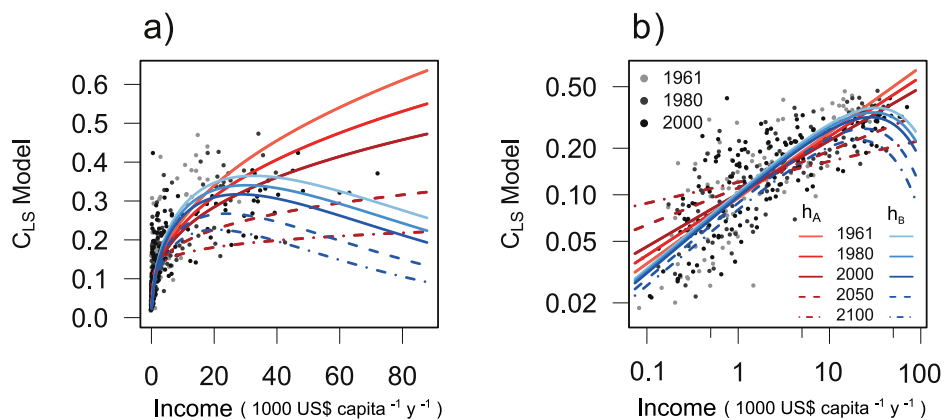 a)
C_LS Model
0.6
0.5
0.4
0.3
0.2
0.1
0.0
0 20 40 60 80
Income ( 1000 US$ capita ⁻¹ y ⁻¹ )
b)
C_LS Model
0.50
0.20
0.10
0.05
0.02
1961
1980
2000
h_A h_B
1961
1980
2000
2050
2100
0.1 1 10 100
Income ( 1000 US$ capita ⁻¹ y ⁻¹ )